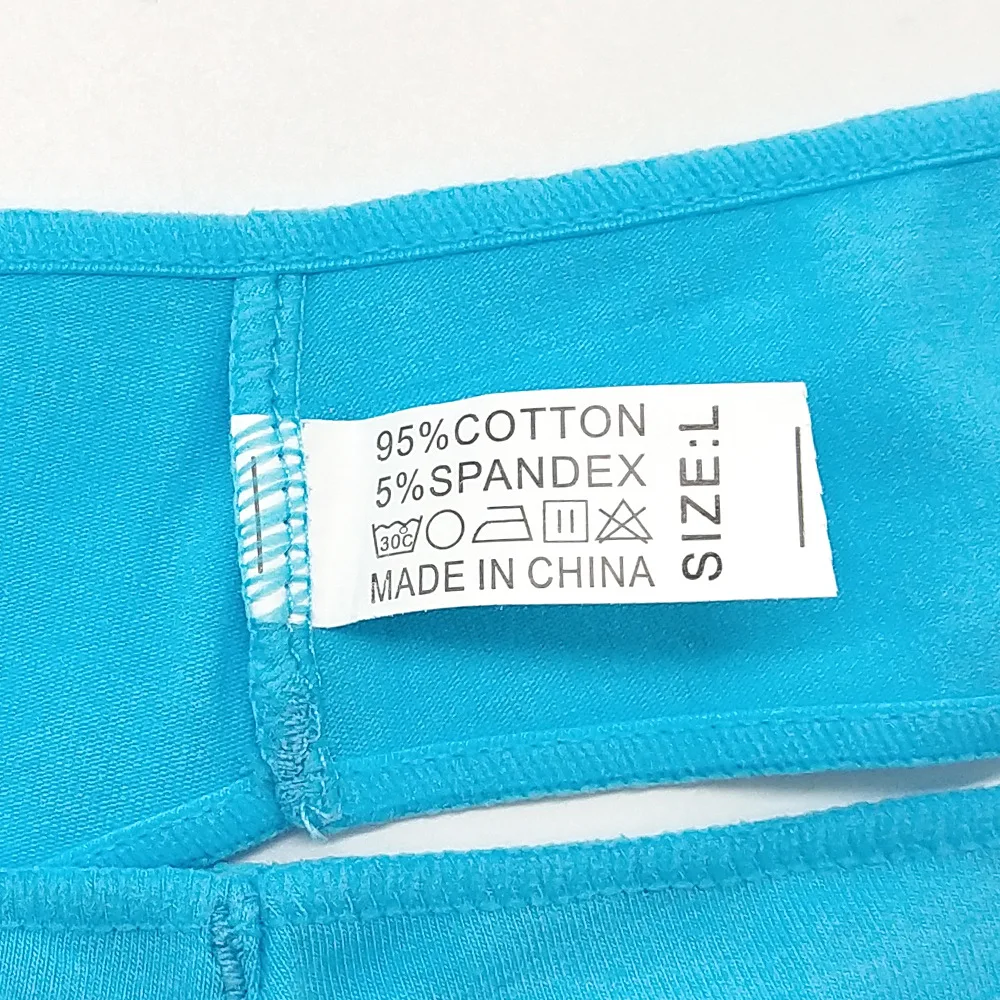 95%COTTON
5%SPANDEX
30C
MADE IN CHINA
SIZE:L